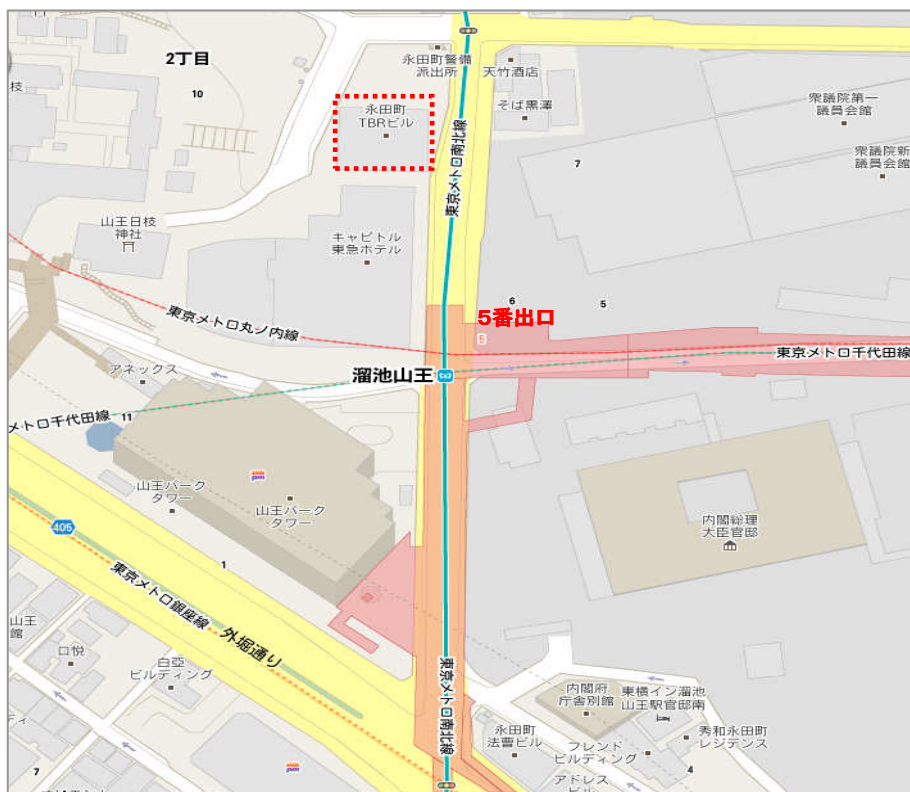 2丁目
永田町警備
派出所
天竹酒店
枝
10
永田町
TBRビル
そば黒澤
衆議院第一
議員会館
東京メトロ南北線
7
衆議院新
議員会館
山王日枝
神社
キャピトル
東急ホテル
6
5
5番出口
5
東京メトロ丸ノ内線
東京メトロ千代田線
アネックス
溜池山王
11
メトロ千代田線
山王パーク
タワー
山王パーク
タワー
内閣総理
大臣官邸
405
1
東京メトロ銀座線
外堀通り
山王
館
口悦
白亞
ビルディング
東京メトロ南北線
内閣府
庁舎別館
東横イン溜池
山王駅官邸南
永田町
法曹ビル
フレンド
ビルディング
秀和永田町
レジデンス
ティ
7
4
アドレス
ビル